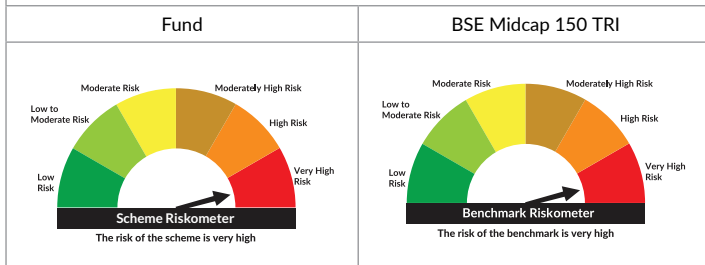 Fund
BSE Midcap 150 TRI
Moderate Risk
Moderately High Risk
Low to
Moderate Risk
High Risk
Low
Risk
Very High
Risk
Scheme Riskometer
The risk of the scheme is very high
Moderate Risk
Moderately High Risk
Low to
Moderate Risk
High Risk
Low
Risk
Very High
Risk
Benchmark Riskometer
The risk of the benchmark is very high